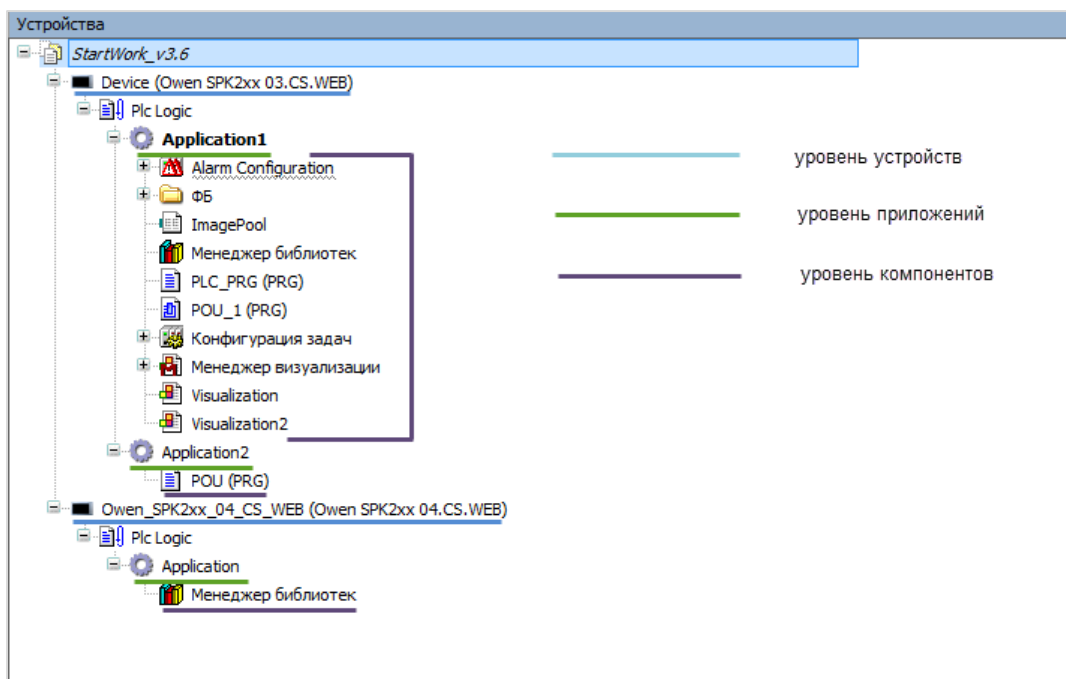 Устройства
StartWork_v3.6
Device (Owen SPK2xx 03.CS.WEB)
Plc Logic
Application1
Alarm Configuration
ФБ
ImagePool
Менеджер библиотек
PLC_PRG (PRG)
POU_1 (PRG)
Конфигурация задач
Менеджер визуализации
Visualization
Visualization2
Application2
POU (PRG)
Owen_SPK2xx_04_CS_WEB (Owen SPK2xx 04.CS.WEB)
Plc Logic
Application
Менеджер библиотек
уровень устройств
уровень приложений
уровень компонентов